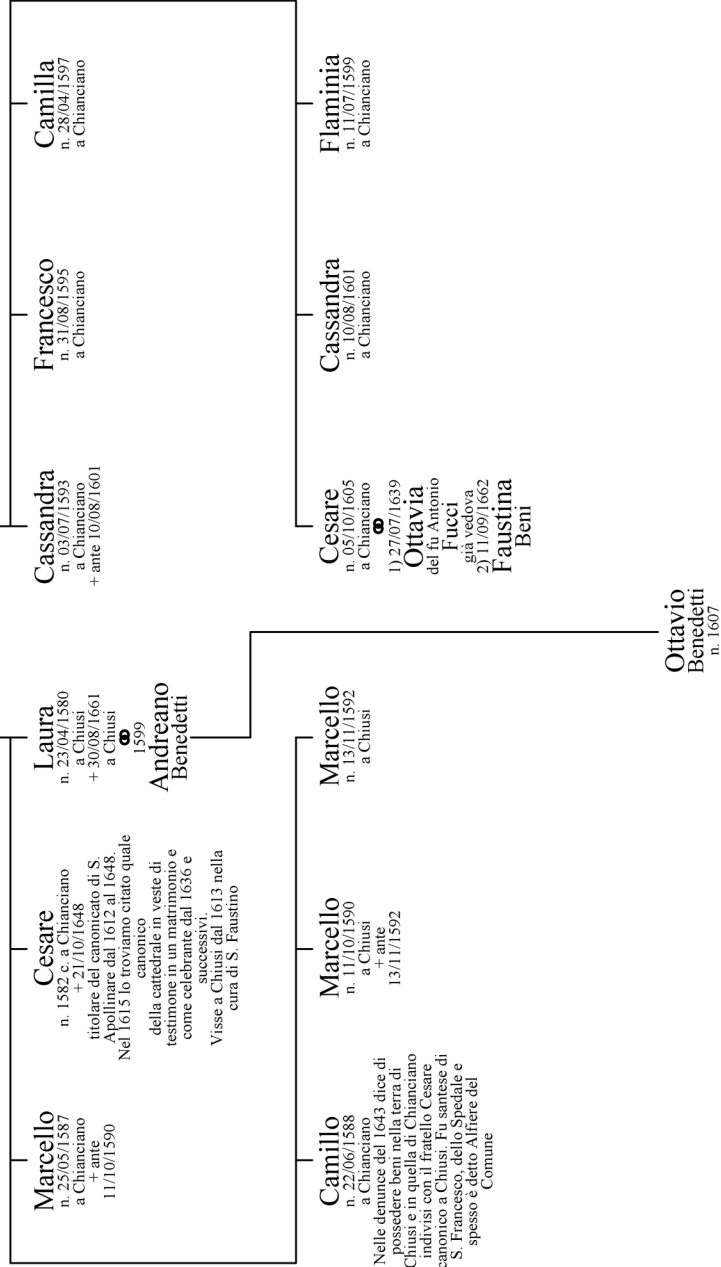 Marcello
n. 25/05/1587
a Chianciano
+ ante
11/10/1590
Cesare
n. 1582 c. a Chianciano
+ 21/10/1648
titolare del canonicato di S.
Apollinare dal 1612 al 1648.
Nel 1615 lo troviamo citato quale
canonico
della cattedrale in veste di
testimone in un matrimonio e
come celebrante dal 1636 e
successivi.
Visse a Chiusi dal 1613 nella
cura di S. Faustino
Laura
n. 23/04/1580
a Chiusi
+ 30/08/1661
a Chiusi
1599
Andreano
Benedetti
Cassandra
n. 03/07/1593
a Chianciano
+ ante 10/08/1601
Francesco
n. 31/08/1595
a Chianciano
Camilla
n. 28/04/1597
a Chianciano
Camillo
n. 22/06/1588
a Chianciano
Nelle denunce del 1643 dice di
possedere beni nella terra di
Chiusi e in quella di Chianciano
indivisi con il fratello Cesare
canonico a Chiusi. Fu santese di
S. Francesco, dello Spedale e
spesso è detto Alfiere del
Comune
Marcello
n. 11/10/1590
a Chiusi
+ ante
13/11/1592
Marcello
n. 13/11/1592
a Chiusi
Cesare
n. 05/10/1605
a Chianciano
1) 27/07/1639
Ottavia
del fù Antonio
Fucci
già vedova
2) 11/09/1662
Faustina
Beni
Cassandra
n. 10/08/1601
a Chianciano
Flaminia
n. 11/07/1599
a Chianciano
Ottavio
Benedetti
n. 1607